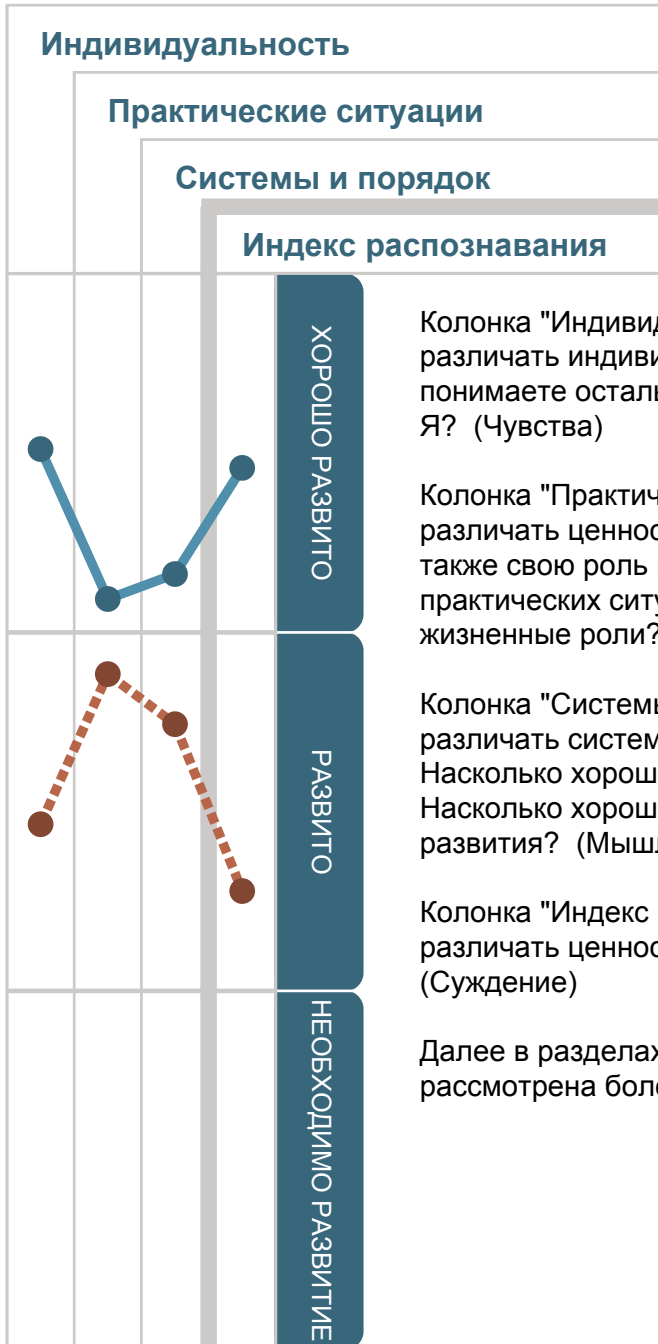 Индивидуальность
Практические ситуации
Системы и порядок
Индекс распознавания
ХОРОШО РАЗВИТО
РАЗВИТО
НЕОБХОДИМО РАЗВИТИЕ
Колонка "Индивид
различать индиви
понимаете осталь
Я? (Чувства)
Колонка "Практич
различать ценнос
также свою роль
практических ситу
жизненные роли?
Колонка "Системы
различать систем
Насколько хорош
Насколько хорош
развития? (Мышл
Колонка "Индекс
различать ценнос
(Суждение)
Далее в разделах
рассмотрена боле